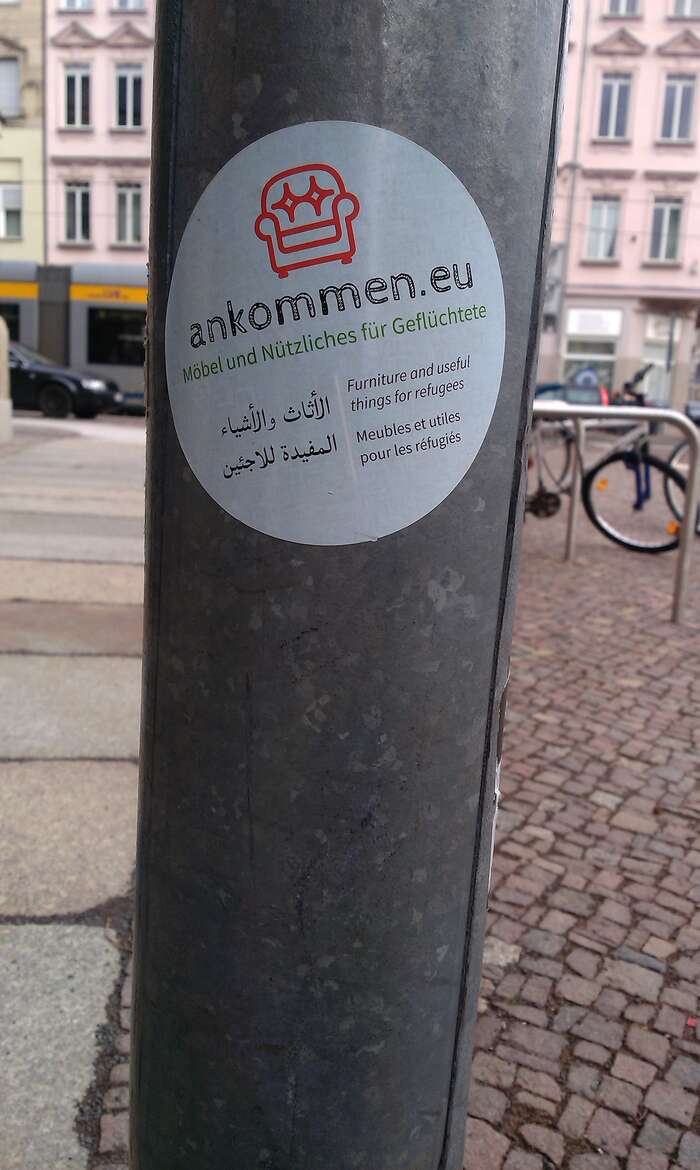 ankommen.eu
Möbel und Nützliches für Geflüchtete
الأثاث والأشياء
المفيدة للاجئين
Furniture and useful
things for refugees
Meubles et utiles
pour les réfugiés